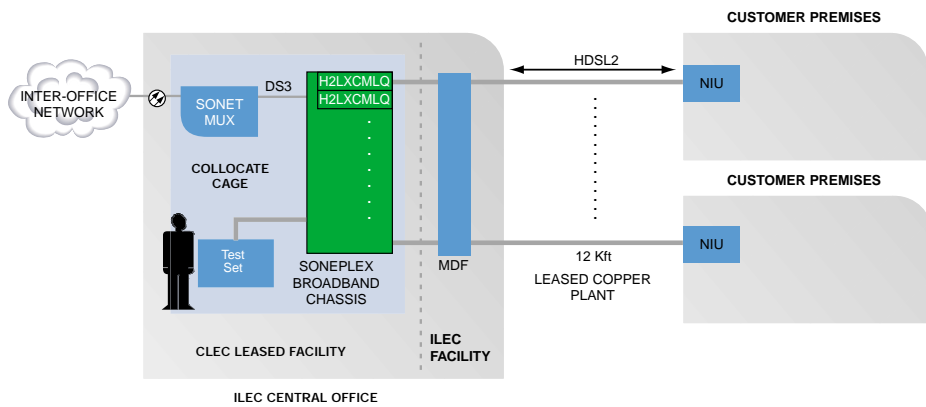 CUSTOMER PREMISES
INTER-OFFICE
NETWORK
SONET
MUX
DS3
H2LXCMLQ
H2LXCMLQ
HDSL2
NIU
COLLOCATE
CAGE
CUSTOMER PREMISES
Test
Set
SONEPLEX
BROADBAND
CHASSIS
MDF
12 Kft
LEASED COPPER
PLANT
NIU
CLEC LEASED FACILITY
ILEC
FACILITY
ILEC CENTRAL OFFICE